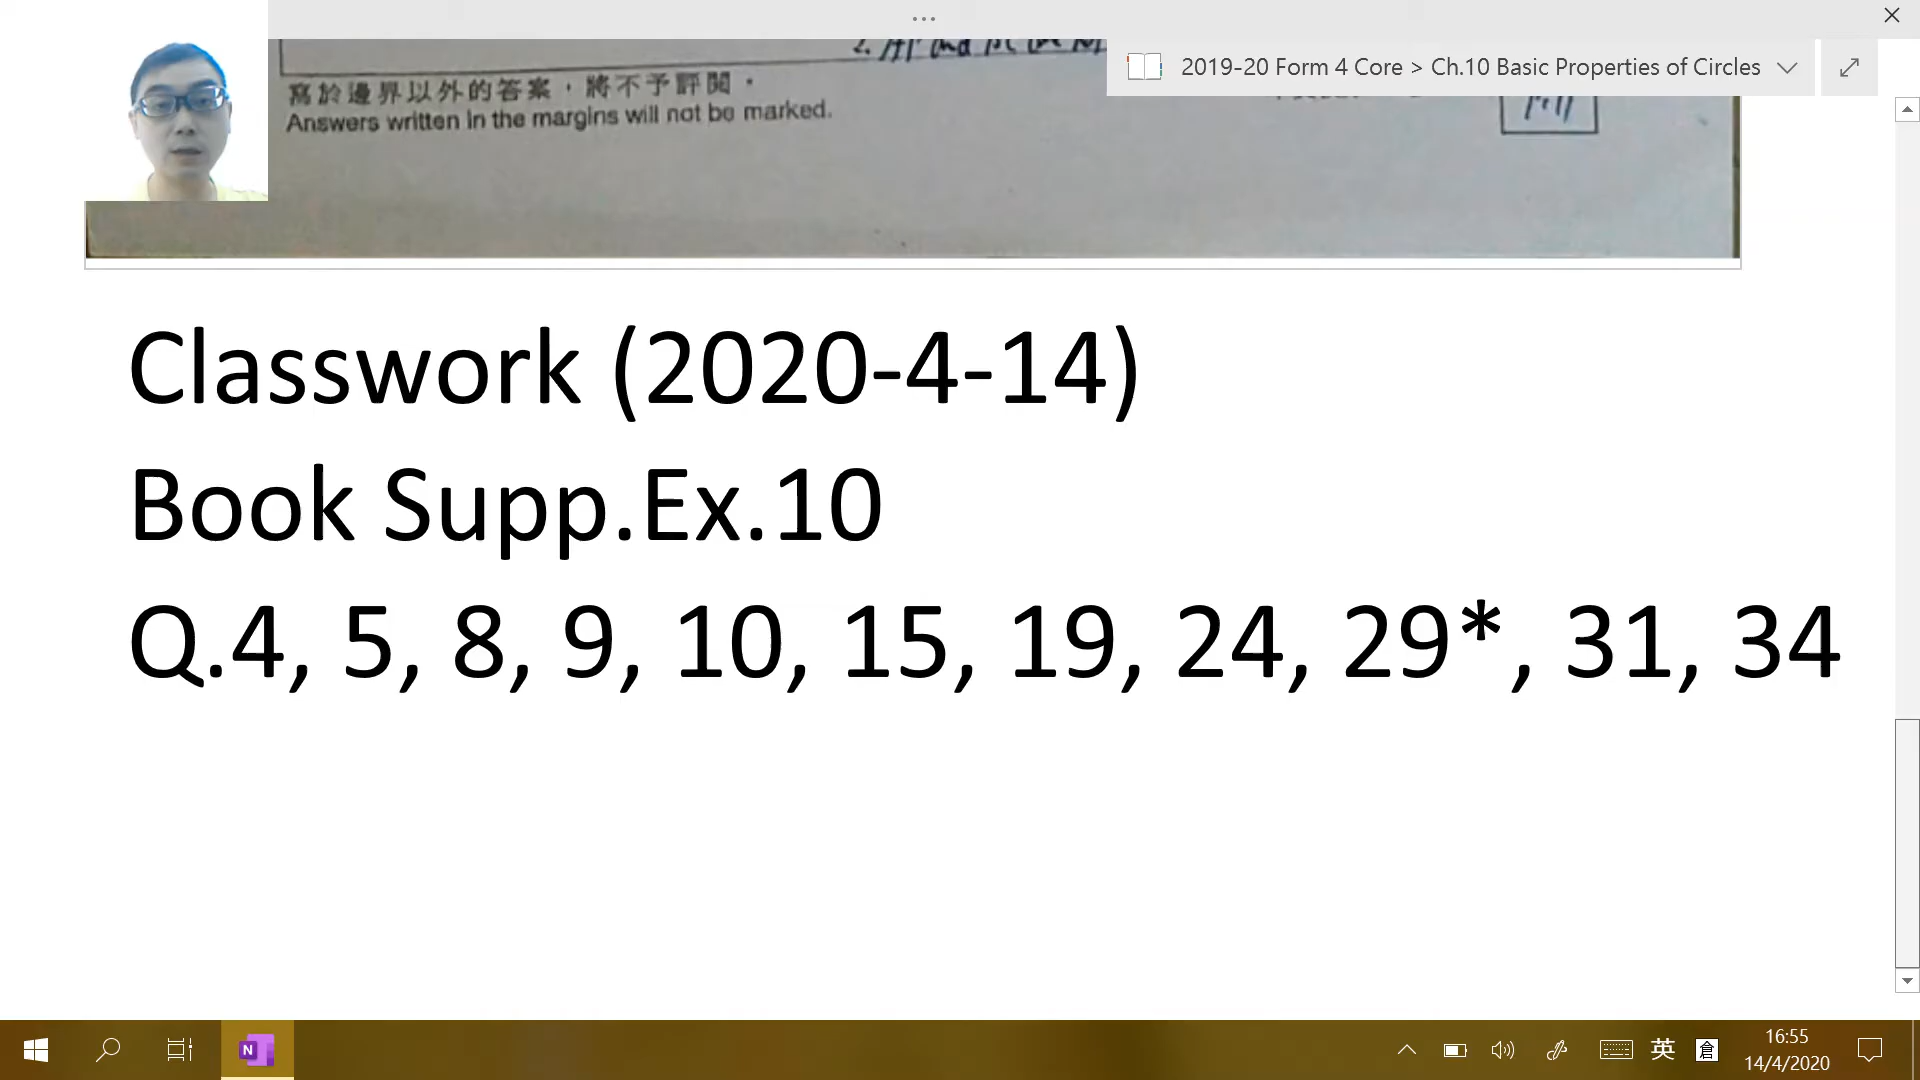 2019-20 Form 4 Core > Ch.10 Basic Properties of Circles
寫於邊界以外的答案，將不予評閱。
Answers written in the margins will not be marked.
Classwork (2020-4-14)
Book Supp.Ex.10
Q.4, 5, 8, 9, 10, 15, 19, 24, 29*, 31, 34
N
英 倉
16:55
14/4/2020